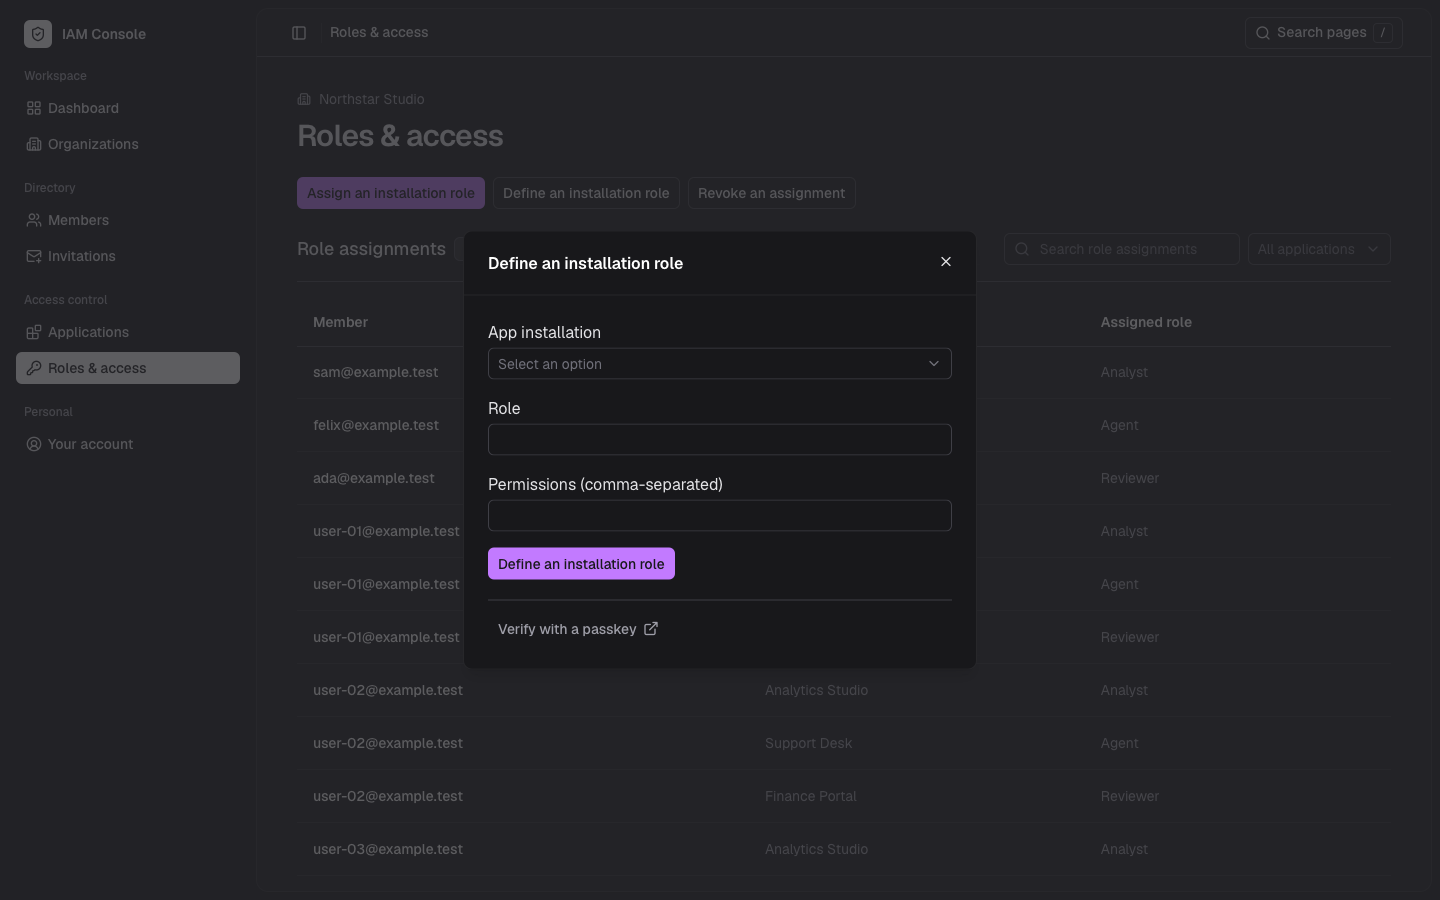 IAM Console
Workspace
Dashboard
Organizations
Directory
Members
Invitations
Access control
Applications
Roles & access
Personal
Your account
Roles & access
Search pages /
Northstar Studio
Roles & access
Assign an installation role
Define an installation role
Revoke an assignment
Role assignments
Search role assignments
All applications
Member
Assigned role
sam@example.test
Analyst
felix@example.test
Agent
ada@example.test
Reviewer
user-01@example.test
Analyst
user-01@example.test
Agent
user-01@example.test
Reviewer
user-02@example.test
Analytics Studio
Analyst
user-02@example.test
Support Desk
Agent
user-02@example.test
Finance Portal
Reviewer
user-03@example.test
Analytics Studio
Analyst
Define an installation role
App installation
Select an option
Role
Permissions (comma-separated)
Define an installation role
Verify with a passkey